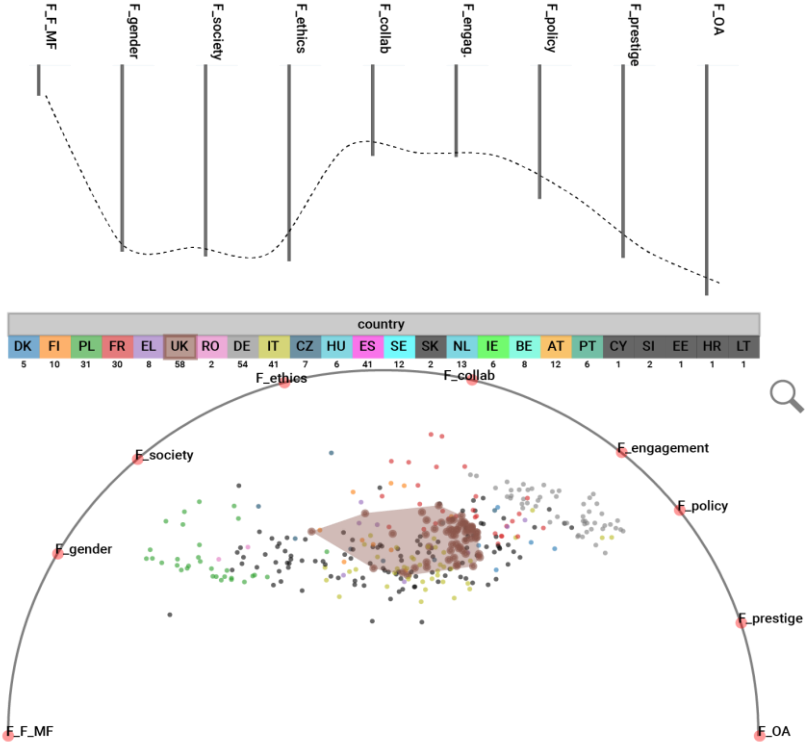 F_F_MF F_gender F_society F_ethics F_collab F_engag. F_policy F_prestige F_OA
country
DK FI PL FR EL UK RO DE IT CZ HU ES SE SK NL IE BE AT PT CY SI EE HR LT
5 10 31 30 8 58 2 54 41 7 6 41 12 2 13 6 8 12 6 1 2 1 1 1
F_ethics F_collab
F_society F_engagement
F_policy
F_gender
F_prestige
F_F_MF F_OA